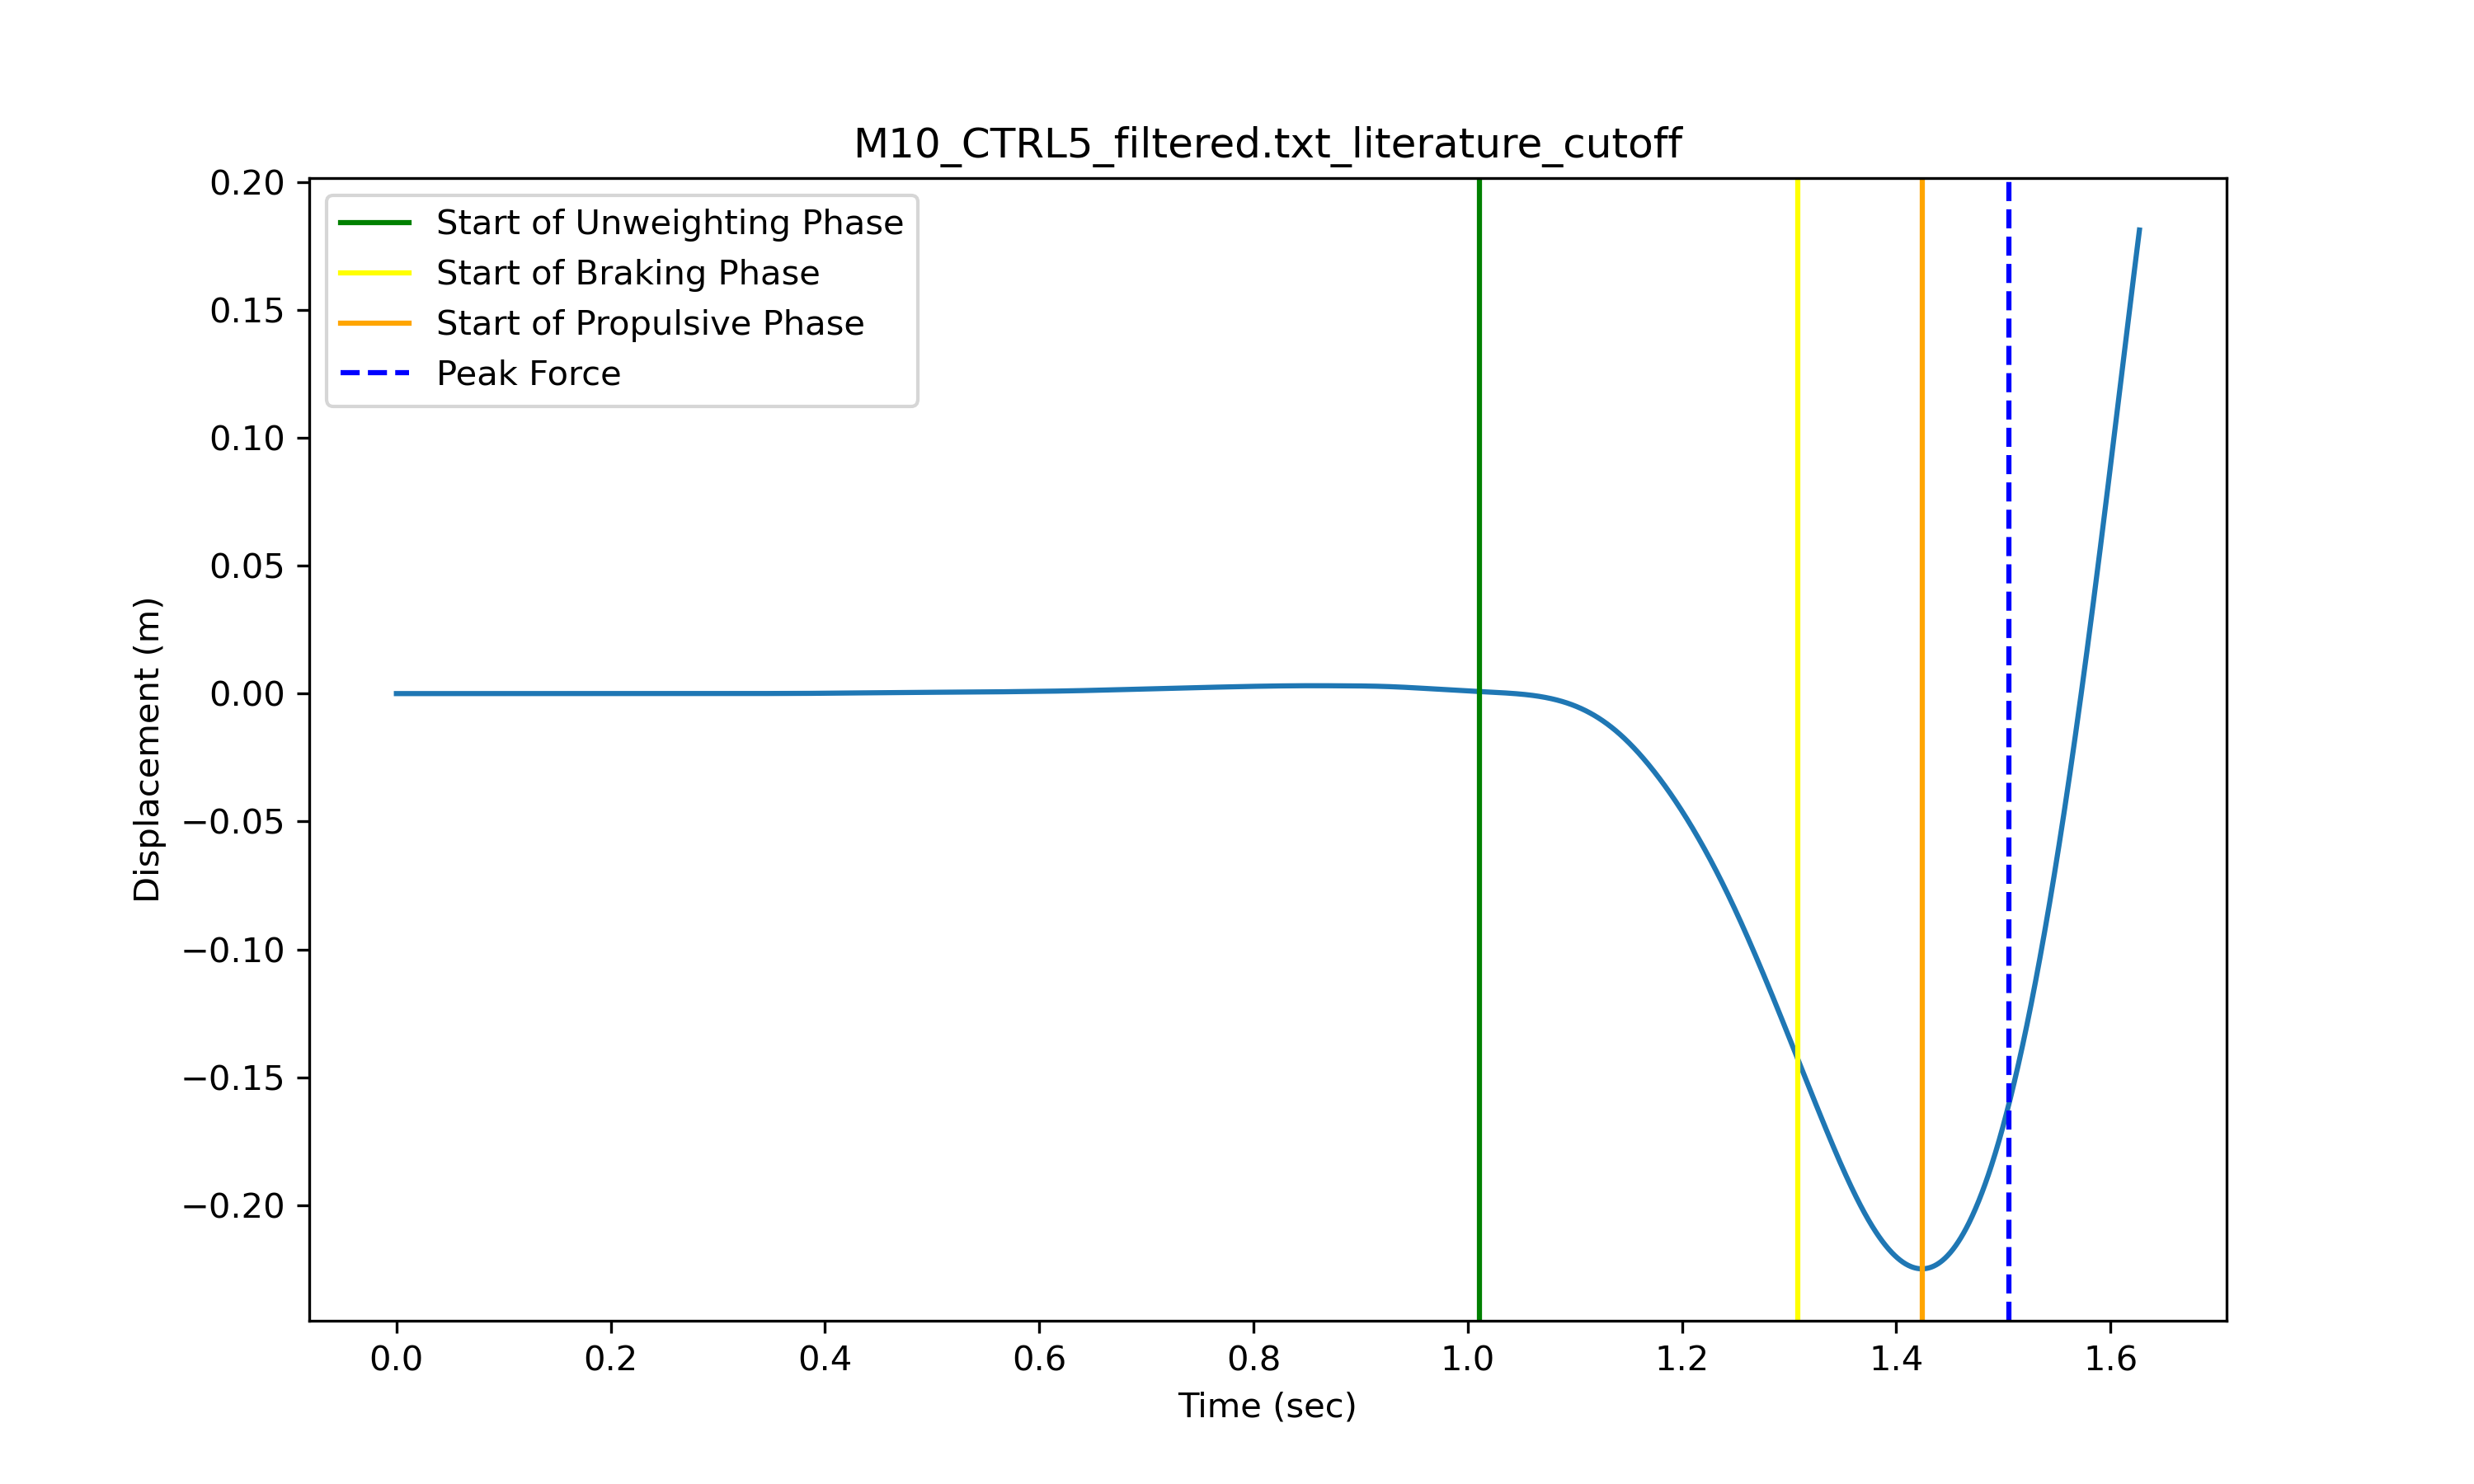 M10_CTRL5_filtered.txt_literature_cutoff
Start of Unweighting Phase
Start of Braking Phase
Start of Propulsive Phase
Peak Force
Displacement (m)
0.20
0.15
0.10
0.05
0.00
−0.05
−0.10
−0.15
−0.20
0.0 0.2 0.4 0.6 0.8 1.0 1.2 1.4 1.6
Time (sec)